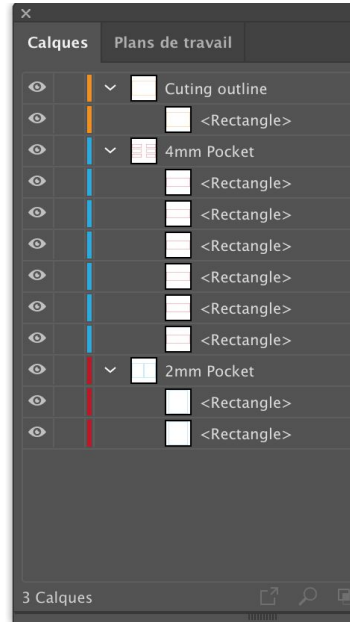 Calques Plans de travail
Cuting outline
<Rectangle>
4mm Pocket
<Rectangle>
<Rectangle>
<Rectangle>
<Rectangle>
<Rectangle>
<Rectangle>
2mm Pocket
<Rectangle>
<Rectangle>
3 Calques